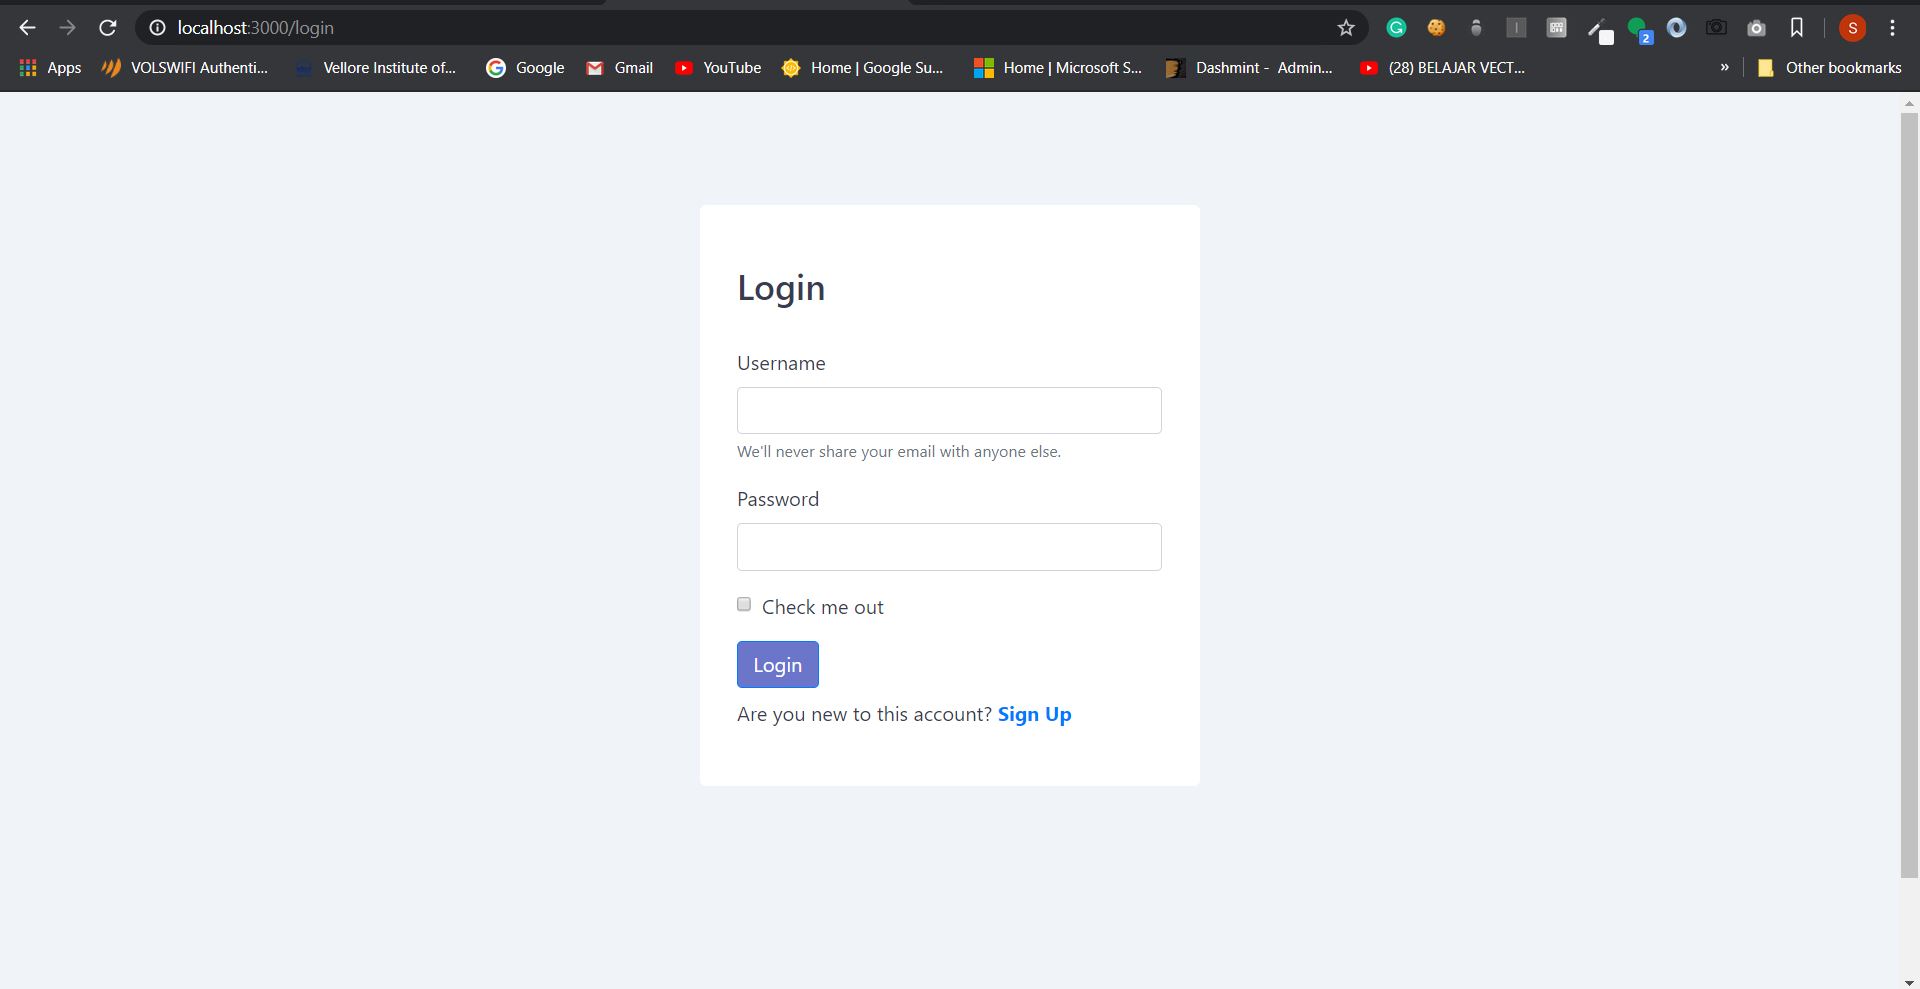 localhost:3000/login
2
S
Apps VOLSWIFI Authenti... Vellore Institute of... Google Gmail YouTube Home | Google Su... Home | Microsoft S... Dashmint - Admin... (28) BELAJAR VECT... » Other bookmarks
Login
Username
We'll never share your email with anyone else.
Password
Check me out
Login
Are you new to this account? Sign Up